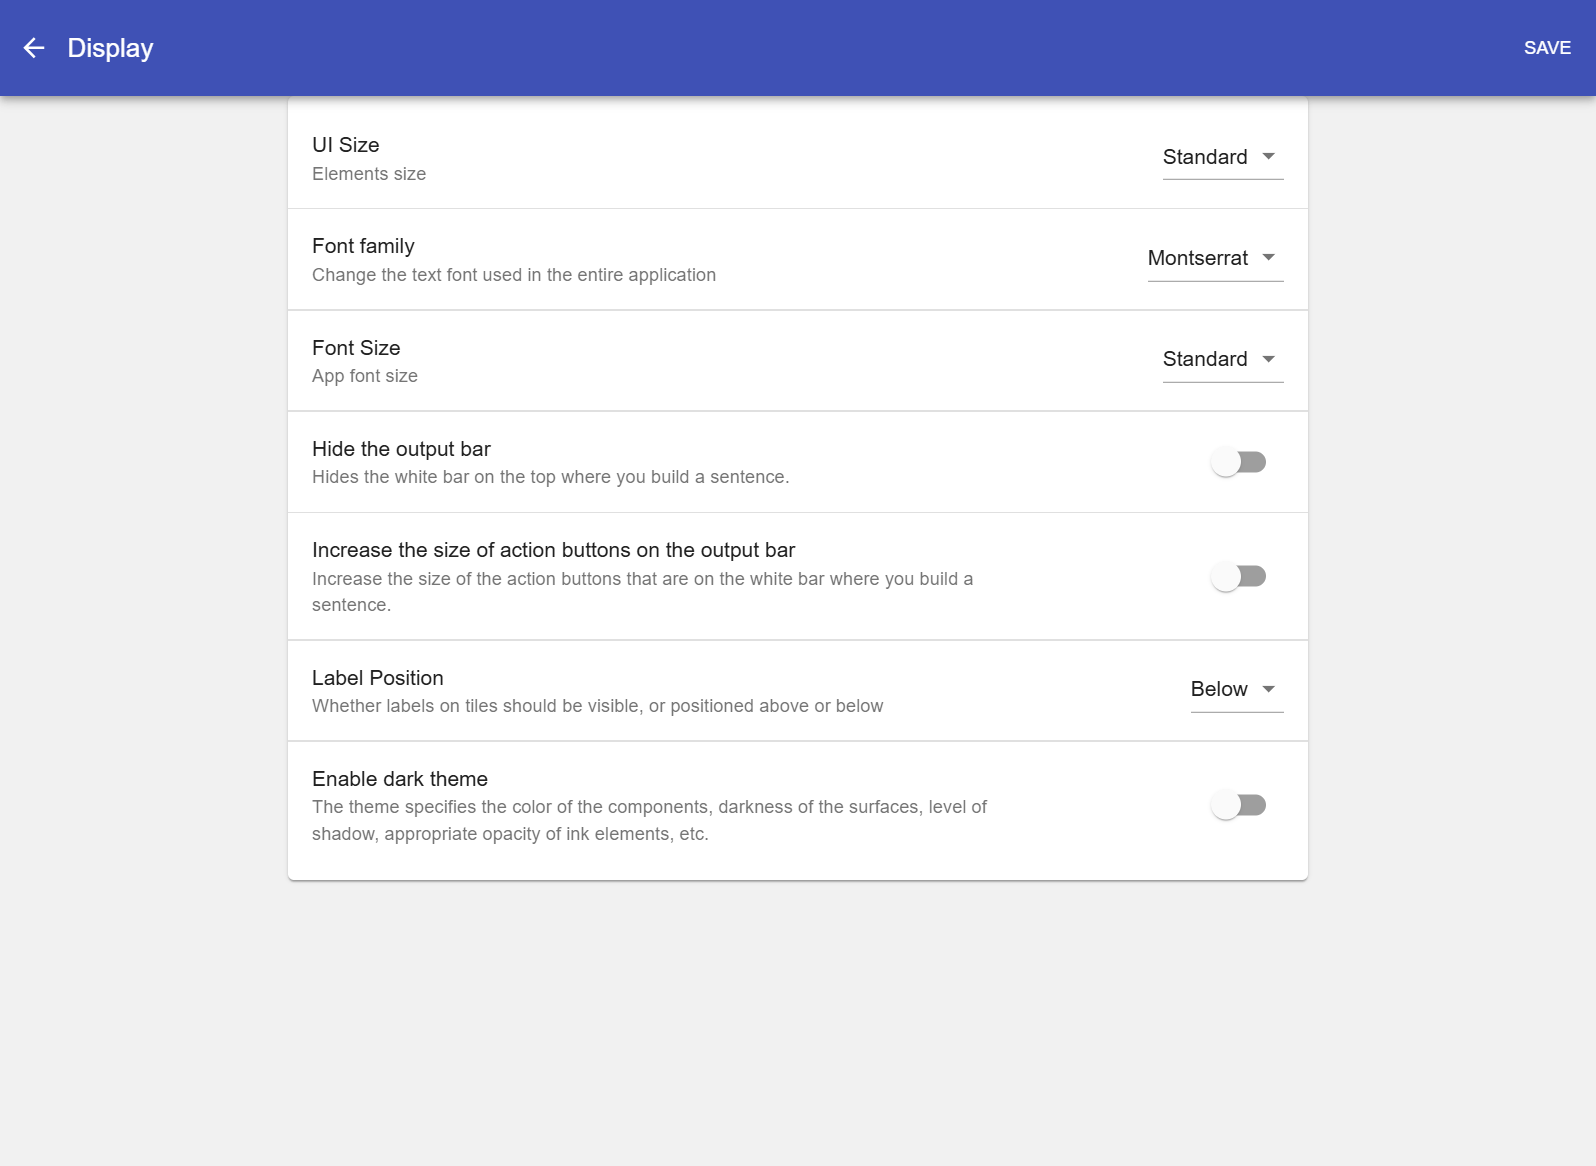 Display
SAVE
UI Size
Elements size
Standard
Font family
Change the text font used in the entire application
Montserrat
Font Size
App font size
Standard
Hide the output bar
Hides the white bar on the top where you build a sentence.
Increase the size of action buttons on the output bar
Increase the size of the action buttons that are on the white bar where you build a
sentence.
Label Position
Whether labels on tiles should be visible, or positioned above or below
Below
Enable dark theme
The theme specifies the color of the components, darkness of the surfaces, level of
shadow, appropriate opacity of ink elements, etc.